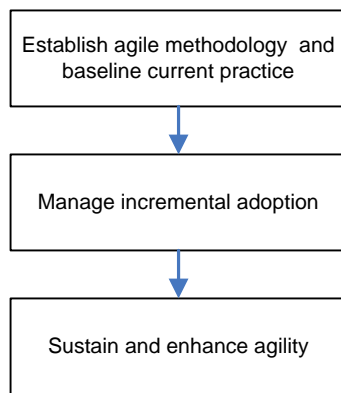 Establish agile methodology  and
baseline current practice
Manage incremental adoption
Sustain and enhance agility